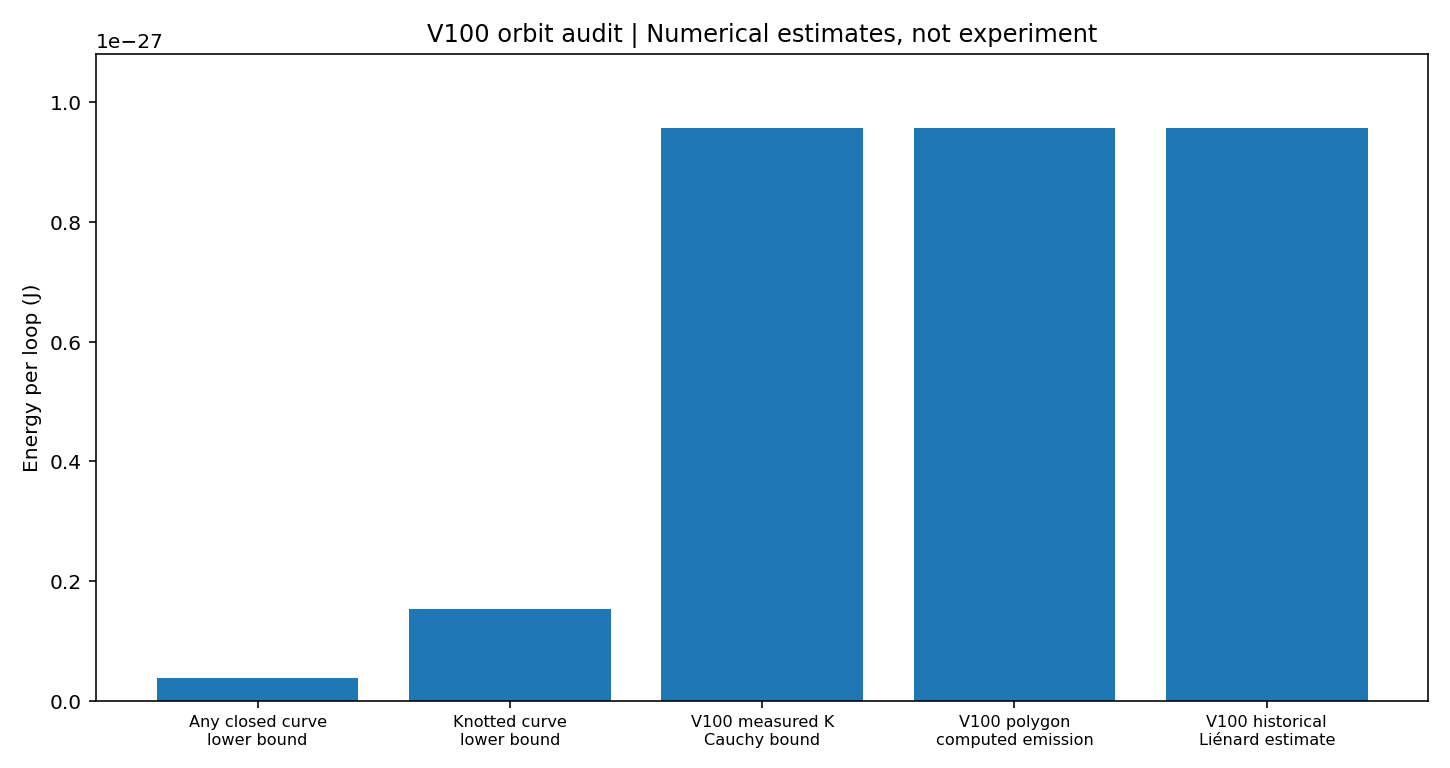 V100 orbit audit | Numerical estimates, not experiment
1e−27
1.0
0.8
0.6
0.4
0.2
0.0
Energy per loop (J)
Any closed curve
lower bound
Knotted curve
lower bound
V100 measured K
Cauchy bound
V100 polygon
computed emission
V100 historical
Liénard estimate